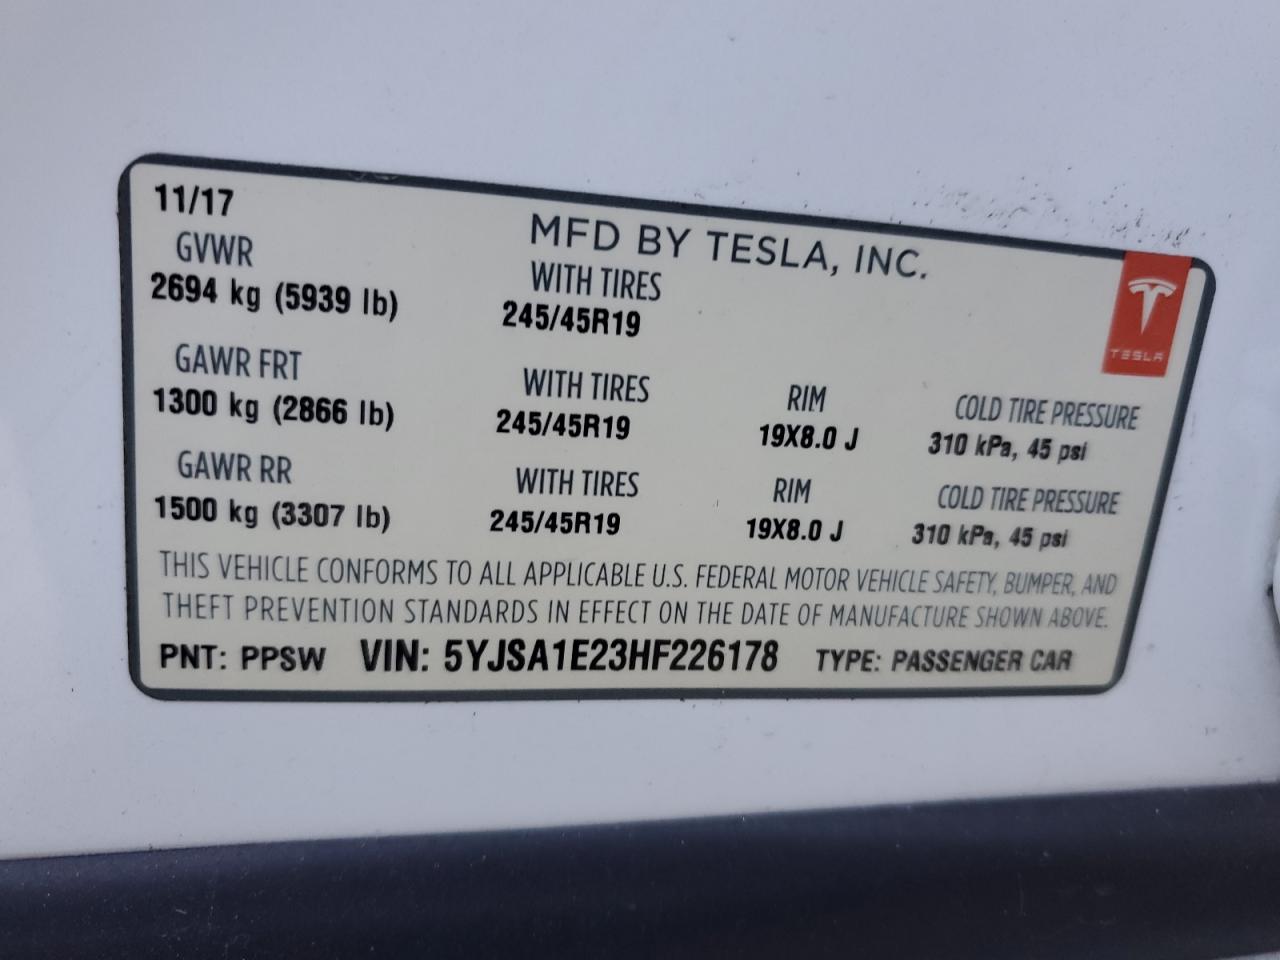 11/17
MFD BY TESLA, INC.
GVWR WITH TIRES
2694 kg (5939 lb) 245/45R19
TESLA
GAWR FRT WITH TIRES RIM COLD TIRE PRESSURE
1300 kg (2866 lb) 245/45R19 19X8.0 J 310 kPa, 45 psi
GAWR RR WITH TIRES RIM COLD TIRE PRESSURE
1500 kg (3307 lb) 245/45R19 19X8.0 J 310 kPa, 45 psi
THIS VEHICLE CONFORMS TO ALL APPLICABLE U.S. FEDERAL MOTOR VEHICLE SAFETY, BUMPER, AND
THEFT PREVENTION STANDARDS IN EFFECT ON THE DATE OF MANUFACTURE SHOWN ABOVE.
PNT: PPSW VIN: 5YJSA1E23HF226178 TYPE: PASSENGER CAR